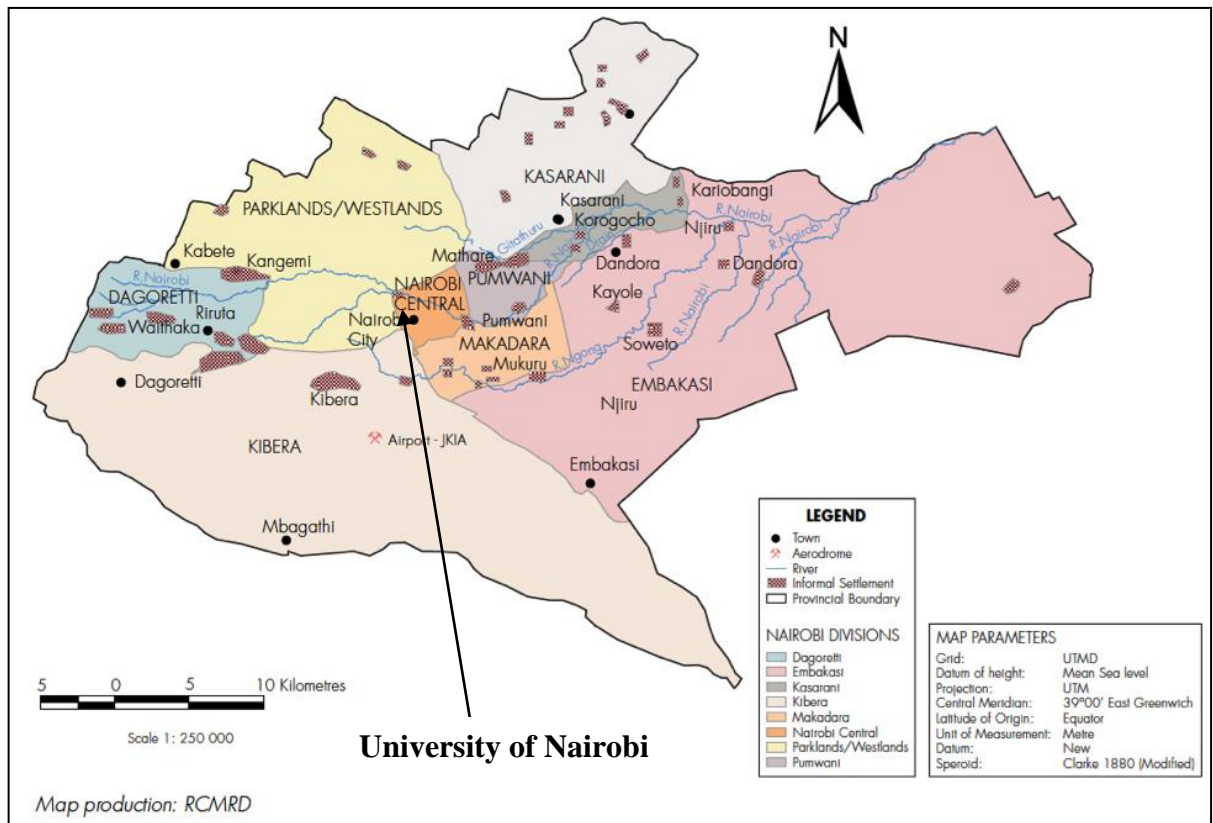 N
KASARANI
Kasarani
Kariobangi
PARKLANDS/WESTLANDS
Korogocho
R.Nairobi
Gitathuru
Njiru
R.Nairobi
Kabete
Mathare
Kangemi
PUMWANI
Dandora
Dandora
R.Nairobi
NAIROBI
CENTRAL
DAGORETTI
Kayole
R.Nairobi
Riruta
Waithaka
Nairobi
City
Pumwani
MAKADARA
Soweto
Mukuru
R.Ngong
EMBAKASI
Dagoretti
Kibera
Njiru
KIBERA
Airport - JKIA
Embakasi
Mbagathi
5 0 5 10 Kilometres
Scale 1: 250 000
University of Nairobi
LEGEND
Town
Aerodrome
River
Informal Settlement
Provincial Boundary
NAIROBI DIVISIONS
Dagoretti
Embakasi
Kasarani
Kibera
Makadara
Nairobi Central
Parklands/Westlands
Pumwani
MAP PARAMETERS
Grid: UTMD
Datum of height: Mean Sea level
Projection: UTM
Central Meridian: 39°00' East Greenwich
Latitude of Origin: Equator
Unit of Measurement: Metre
Datum: New
Speroid: Clarke 1880 (Modified)
Map production: RCMRD